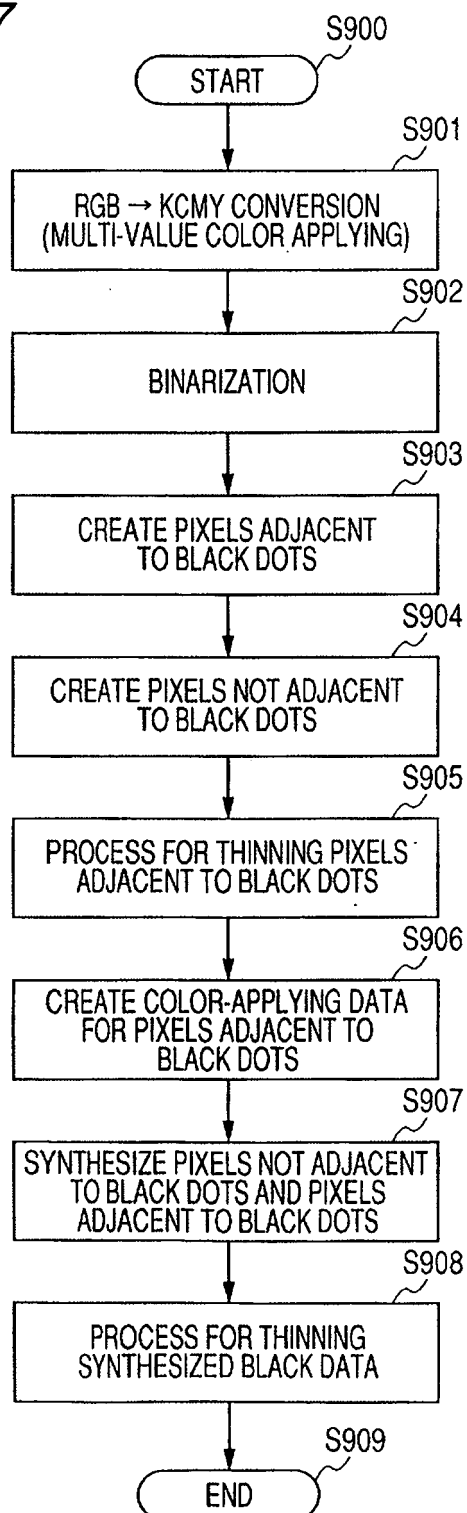 7
S900
START
S901
RGB → KCMY CONVERSION
(MULTI-VALUE COLOR APPLYING)
S902
BINARIZATION
S903
CREATE PIXELS ADJACENT
TO BLACK DOTS
S904
CREATE PIXELS NOT ADJACENT
TO BLACK DOTS
S905
PROCESS FOR THINNING PIXELS
ADJACENT TO BLACK DOTS
S906
CREATE COLOR-APPLYING DATA
FOR PIXELS ADJACENT TO
BLACK DOTS
S907
SYNTHESIZE PIXELS NOT ADJACENT
TO BLACK DOTS AND PIXELS
ADJACENT TO BLACK DOTS
S908
PROCESS FOR THINNING
SYNTHESIZED BLACK DATA
S909
END